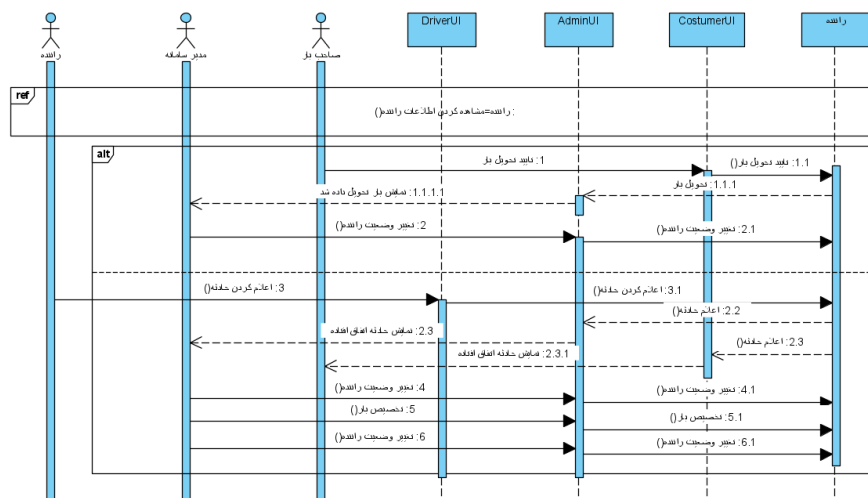 DriverUI
AdminUI
CostumerUI
راننده
راننده
مدیر سامانه
صاحب بار
ref
راننده=مشاهده کردن اطلاعات راننده() :
alt
1: تایید تحویل بار
1.1: تایید تحویل بار()
1.1.1: تحویل بار
1.1.1.1: نمایش بار تحویل داده شد
2: تغییر وضعیت راننده()
2.1: تغییر وضعیت راننده()
3: اعلام کردن حادثه()
3.1: اعلام کردن حادثه()
2.2: اعلام حادثه()
2.3: نمایش حادثه اتفاق افتاده
2.3: اعلام حادثه()
2.3.1: نمایش حادثه اتفاق افتاده
4: تغییر وضعیت راننده()
4.1: تغییر وضعیت راننده()
5: تخصیص بار()
5.1: تخصیص بار()
6: تغییر وضعیت راننده()
6.1: تغییر وضعیت راننده()